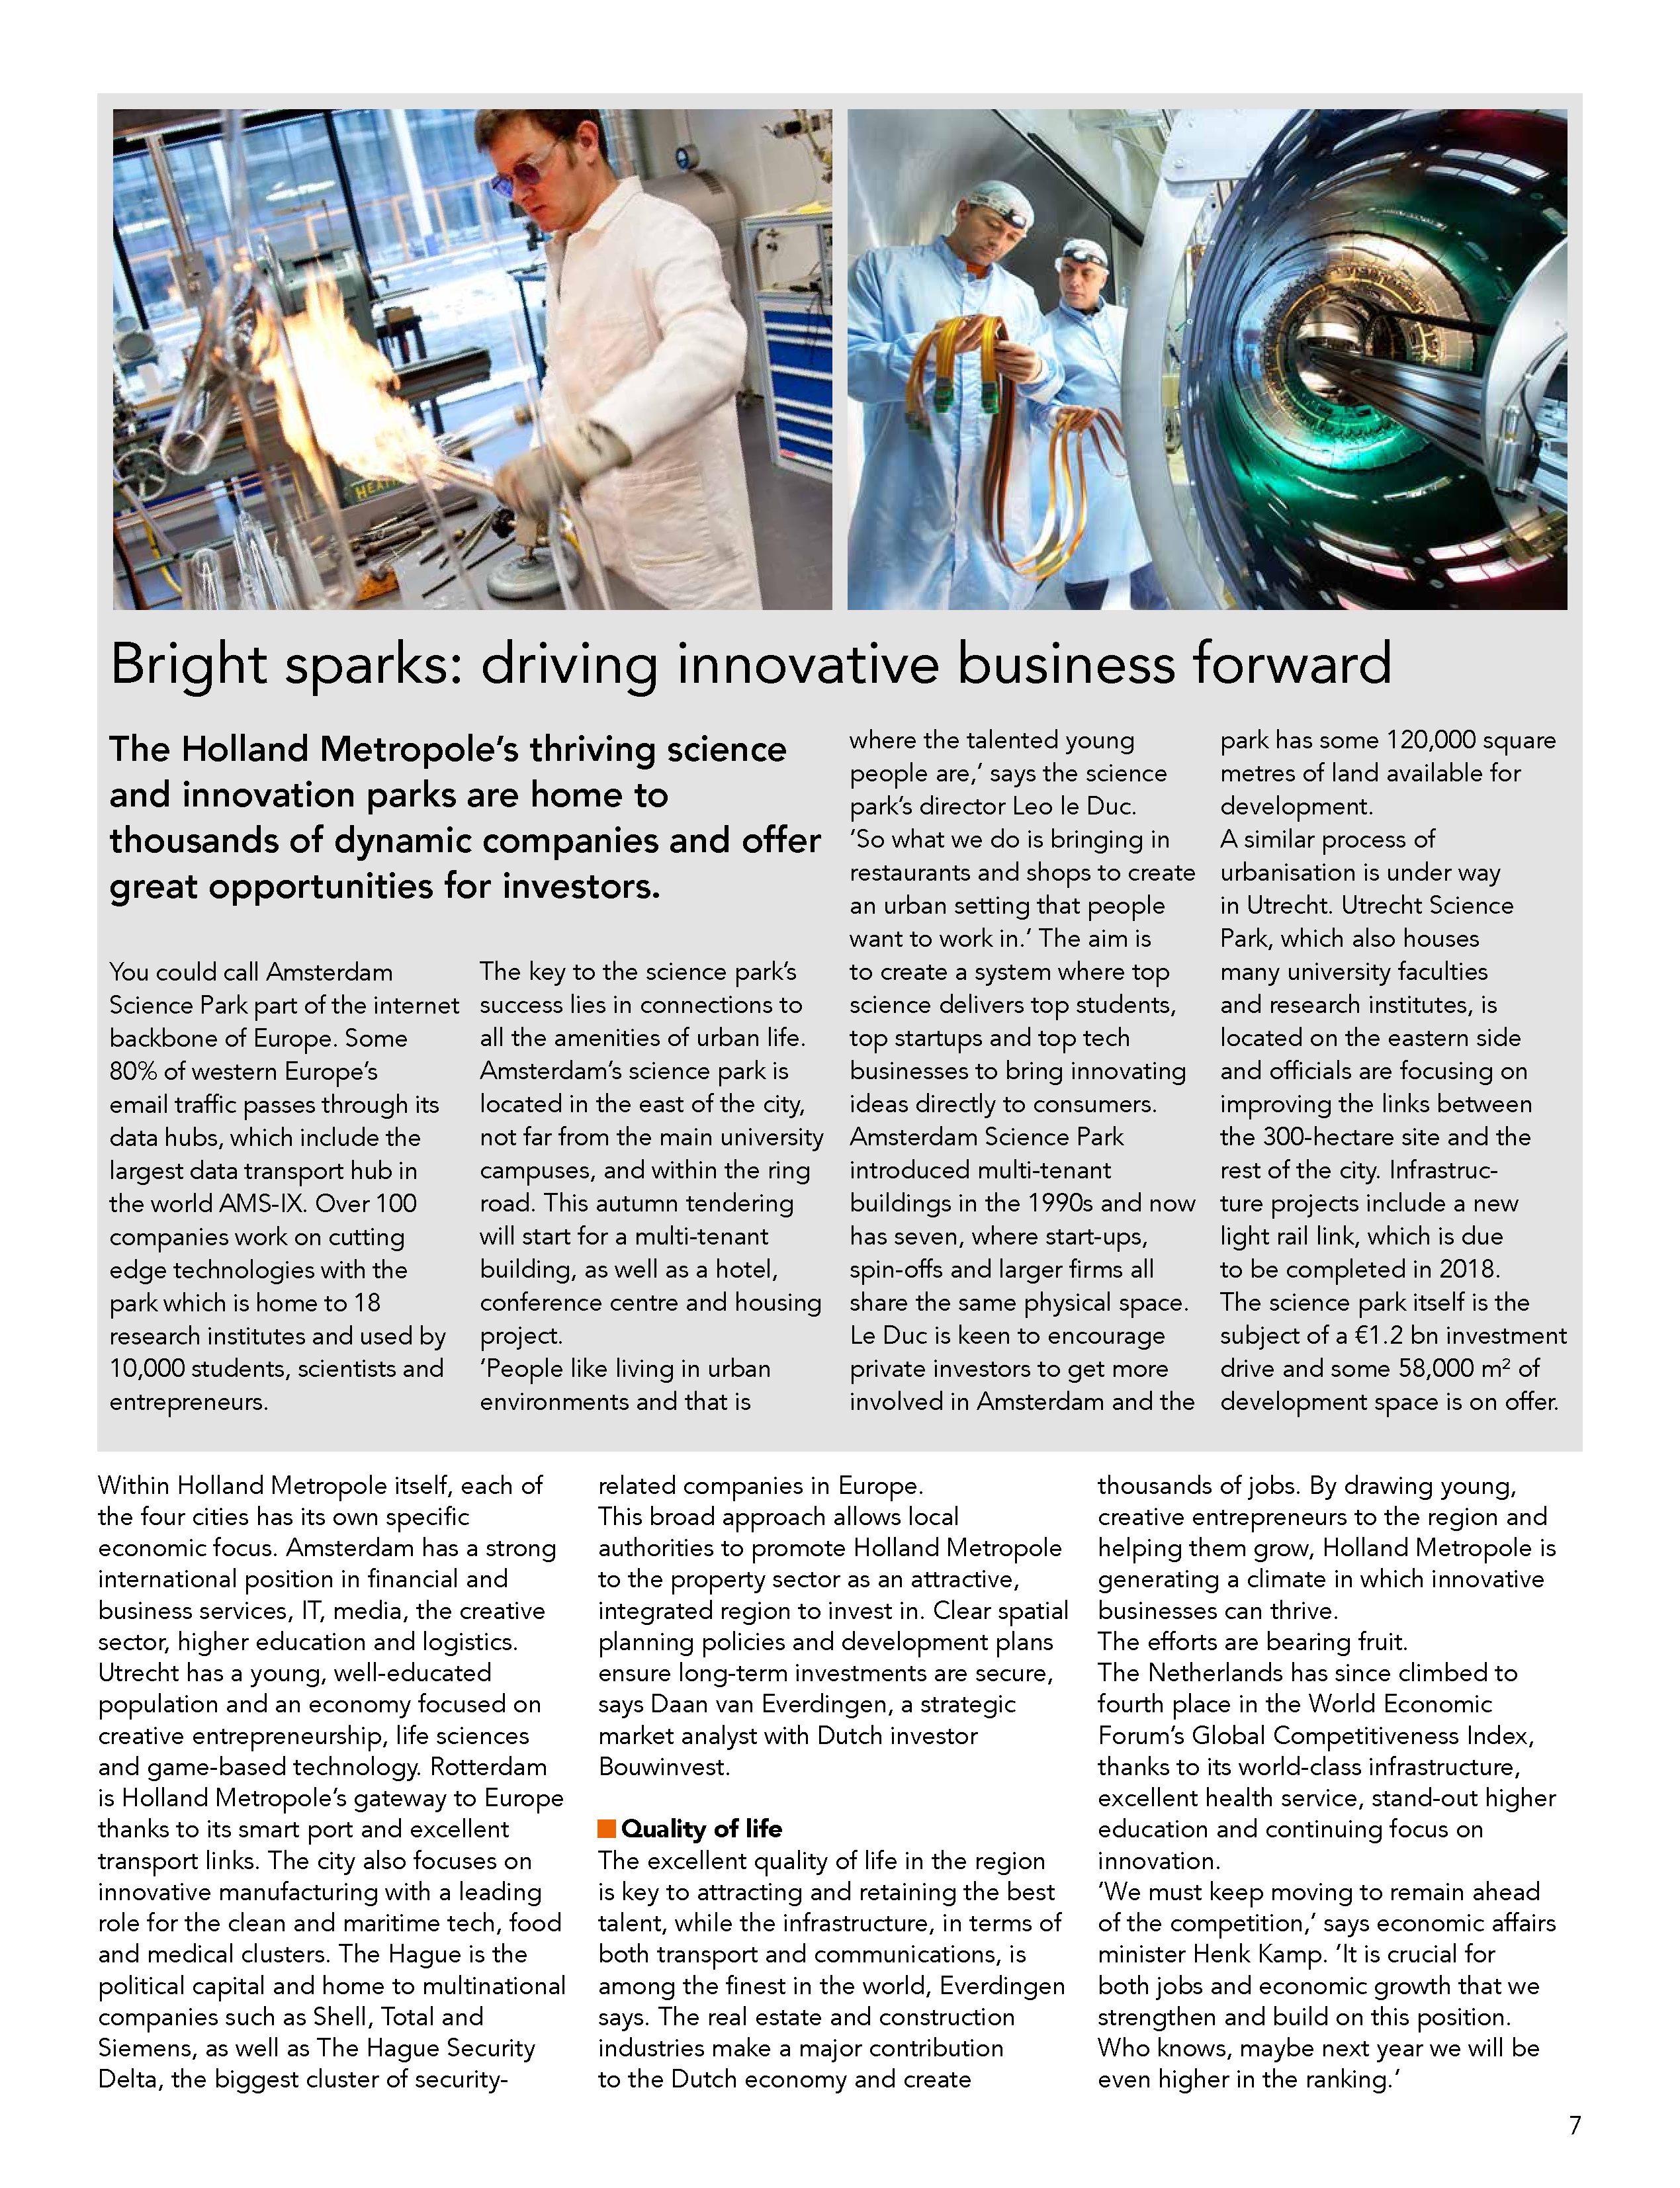 HEAT
Bright sparks: driving innovative business forward
The Holland Metropole’s thriving science
and innovation parks are home to
thousands of dynamic companies and offer
great opportunities for investors.
You could call Amsterdam
Science Park part of the internet
backbone of Europe. Some
80% of western Europe’s
email traffic passes through its
data hubs, which include the
largest data transport hub in
the world AMS-IX. Over 100
companies work on cutting
edge technologies with the
park which is home to 18
research institutes and used by
10,000 students, scientists and
entrepreneurs.
The key to the science park’s
success lies in connections to
all the amenities of urban life.
Amsterdam’s science park is
located in the east of the city,
not far from the main university
campuses, and within the ring
road. This autumn tendering
will start for a multi-tenant
building, as well as a hotel,
conference centre and housing
project.
‘People like living in urban
environments and that is
where the talented young
people are,’ says the science
park’s director Leo le Duc.
‘So what we do is bringing in
restaurants and shops to create
an urban setting that people
want to work in.’ The aim is
to create a system where top
science delivers top students,
top startups and top tech
businesses to bring innovating
ideas directly to consumers.
Amsterdam Science Park
introduced multi-tenant
buildings in the 1990s and now
has seven, where start-ups,
spin-offs and larger firms all
share the same physical space.
Le Duc is keen to encourage
private investors to get more
involved in Amsterdam and the
park has some 120,000 square
metres of land available for
development.
A similar process of
urbanisation is under way
in Utrecht. Utrecht Science
Park, which also houses
many university faculties
and research institutes, is
located on the eastern side
and officials are focusing on
improving the links between
the 300-hectare site and the
rest of the city. Infrastruc-
ture projects include a new
light rail link, which is due
to be completed in 2018.
The science park itself is the
subject of a €1.2 bn investment
drive and some 58,000 m² of
development space is on offer.
Within Holland Metropole itself, each of
the four cities has its own specific
economic focus. Amsterdam has a strong
international position in financial and
business services, IT, media, the creative
sector, higher education and logistics.
Utrecht has a young, well-educated
population and an economy focused on
creative entrepreneurship, life sciences
and game-based technology. Rotterdam
is Holland Metropole’s gateway to Europe
thanks to its smart port and excellent
transport links. The city also focuses on
innovative manufacturing with a leading
role for the clean and maritime tech, food
and medical clusters. The Hague is the
political capital and home to multinational
companies such as Shell, Total and
Siemens, as well as The Hague Security
Delta, the biggest cluster of security-
related companies in Europe.
This broad approach allows local
authorities to promote Holland Metropole
to the property sector as an attractive,
integrated region to invest in. Clear spatial
planning policies and development plans
ensure long-term investments are secure,
says Daan van Everdingen, a strategic
market analyst with Dutch investor
Bouwinvest.
Quality of life
The excellent quality of life in the region
is key to attracting and retaining the best
talent, while the infrastructure, in terms of
both transport and communications, is
among the finest in the world, Everdingen
says. The real estate and construction
industries make a major contribution
to the Dutch economy and create
thousands of jobs. By drawing young,
creative entrepreneurs to the region and
helping them grow, Holland Metropole is
generating a climate in which innovative
businesses can thrive.
The efforts are bearing fruit.
The Netherlands has since climbed to
fourth place in the World Economic
Forum’s Global Competitiveness Index,
thanks to its world-class infrastructure,
excellent health service, stand-out higher
education and continuing focus on
innovation.
‘We must keep moving to remain ahead
of the competition,’ says economic affairs
minister Henk Kamp. ‘It is crucial for
both jobs and economic growth that we
strengthen and build on this position.
Who knows, maybe next year we will be
even higher in the ranking.’
7